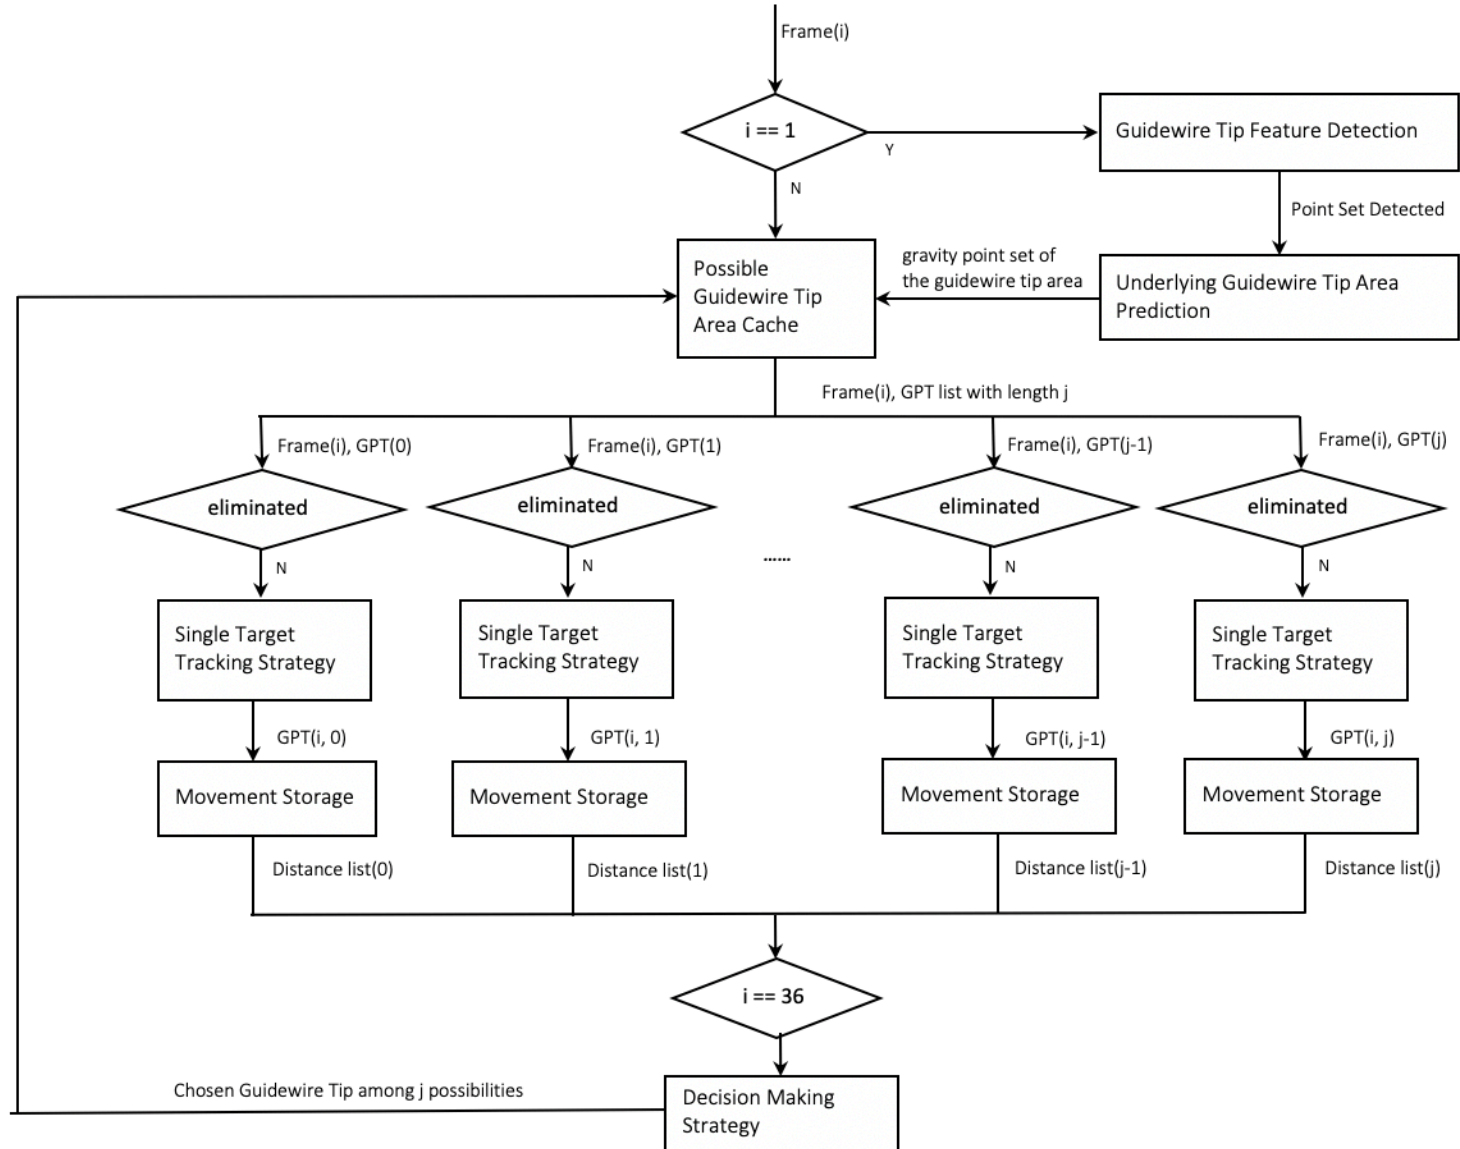 Frame(i)
i == 1
Y
Guidewire Tip Feature Detection
N
Point Set Detected
Possible
Guidewire Tip
Area Cache
gravity point set of
the guidewire tip area
Underlying Guidewire Tip Area
Prediction
Frame(i), GPT list with length j
Frame(i), GPT(0)
Frame(i), GPT(1)
Frame(i), GPT(j-1)
Frame(i), GPT(j)
eliminated
eliminated
eliminated
eliminated
......
N
N
N
N
Single Target
Tracking Strategy
Single Target
Tracking Strategy
Single Target
Tracking Strategy
Single Target
Tracking Strategy
GPT(i, 0)
GPT(i, 1)
GPT(i, j-1)
GPT(i, j)
Movement Storage
Movement Storage
Movement Storage
Movement Storage
Distance list(0)
Distance list(1)
Distance list(j-1)
Distance list(j)
i == 36
Chosen Guidewire Tip among j possibilities
Decision Making
Strategy